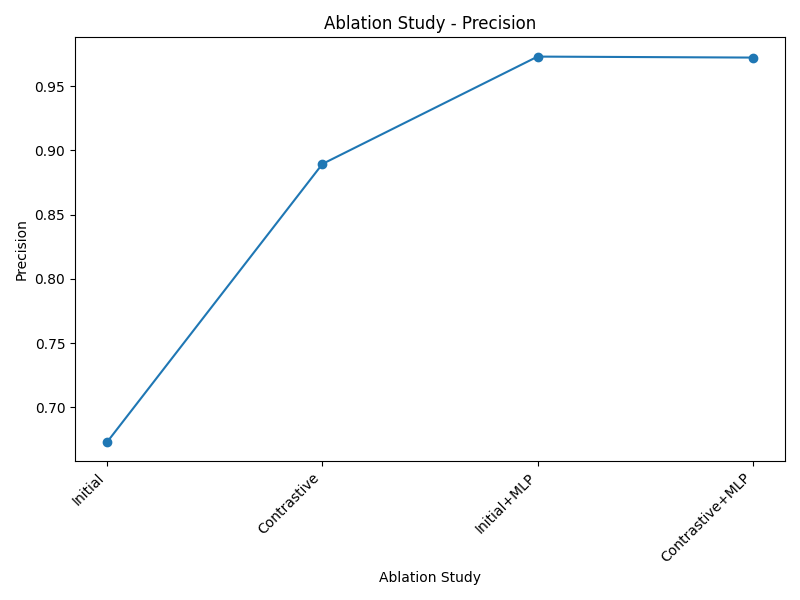 Ablation Study - Precision
Precision
0.95
0.90
0.85
0.80
0.75
0.70
Initial
Contrastive
Initial+MLP
Contrastive+MLP
Ablation Study